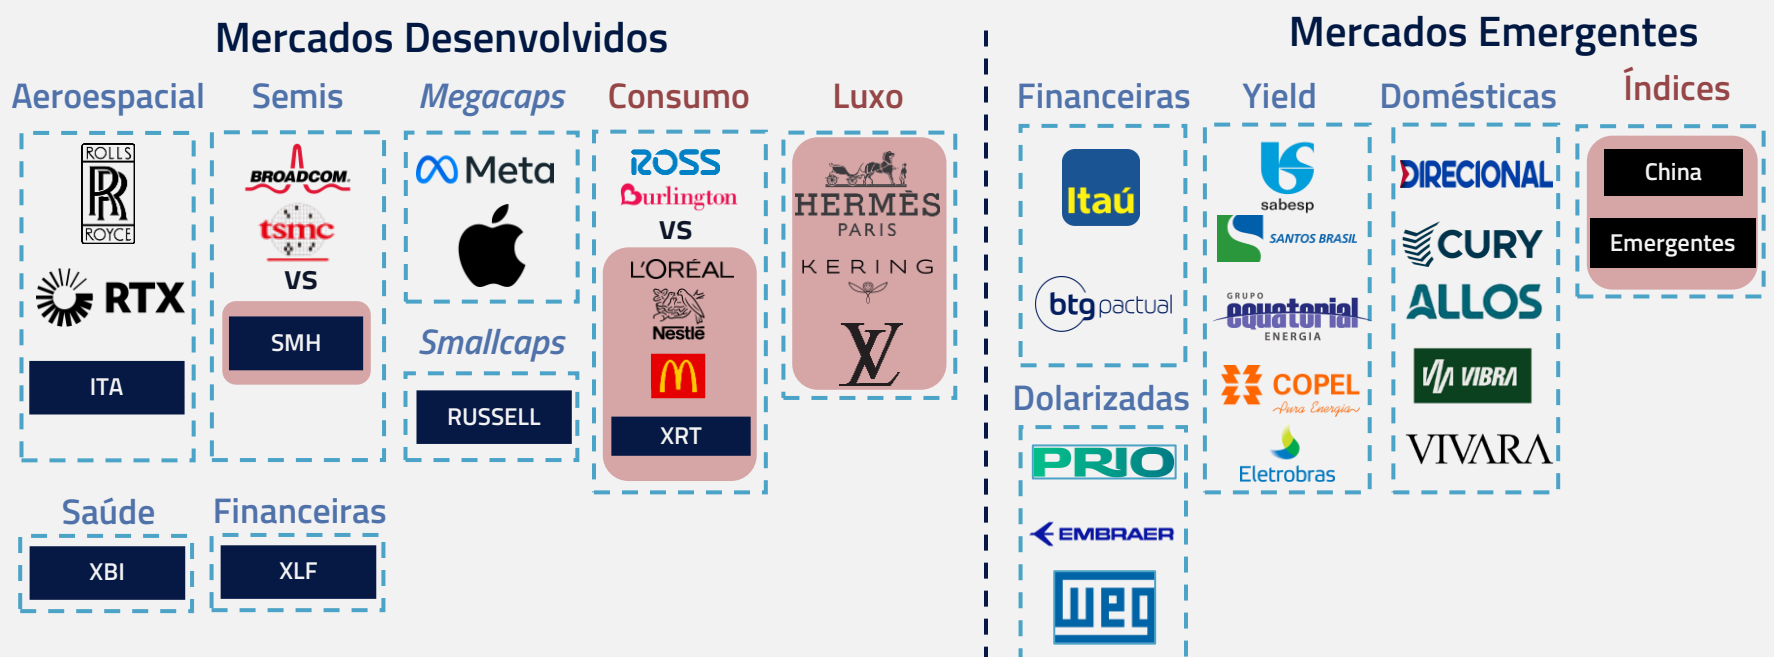 Mercados Desenvolvidos
Aeroespacial
ROLLS
RR
ROYCE
RTX
ITA
Semis
BROADCOM.
tsmc
VS
SMH
Megacaps
Meta
Smallcaps
RUSSELL
Consumo
ROSS
Burlington
VS
L'ORÉAL
Nestlé
M
XRT
Luxo
HERMÈS
PARIS
KERING
LV
Saúde
XBI
Financeiras
XLF
Mercados Emergentes
Financeiras
Itaú
btgpactual
Dolarizadas
PRIO
EMBRAER
weg
Yield
sabesp
SANTOS BRASIL
GRUPO
equatorial
ENERGIA
COPEL
Pura Energia
Eletrobras
Domésticas
DIRECIONAL
CURY
ALLOS
VIBRA
VIVARA
Índices
China
Emergentes